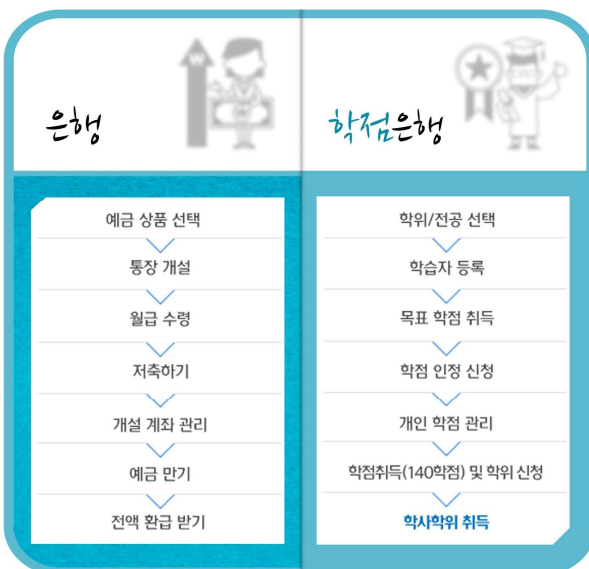 은행
예금 상품 선택
통장 개설
월급 수령
저축하기
개설 계좌 관리
예금 만기
전액 환급 받기
학점은행
학위/전공 선택
학습자 등록
목표 학점 취득
학점 인정 신청
개인 학점 관리
학점취득(140학점) 및 학위 신청
학사학위 취득